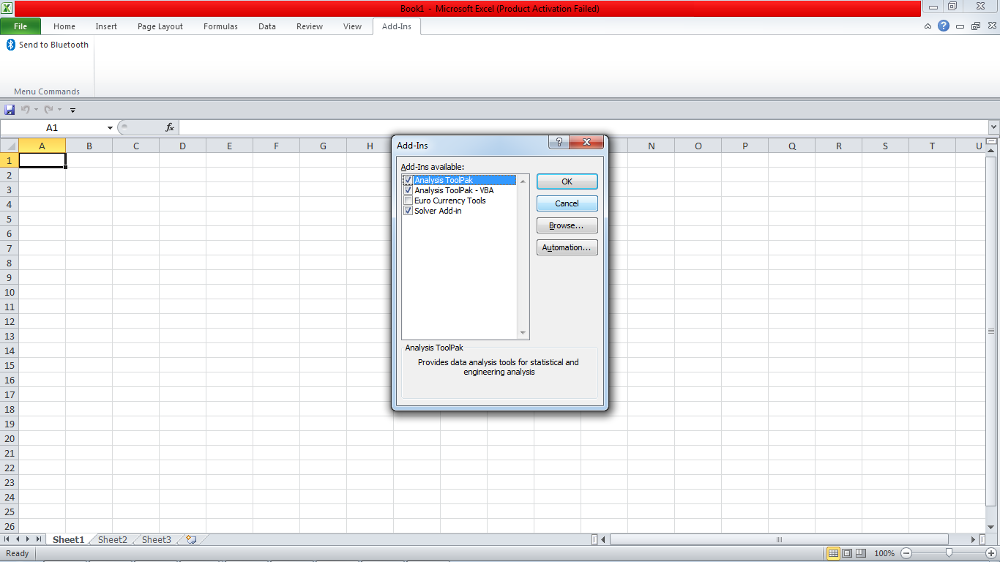 Book1 - Microsoft Excel (Product Activation Failed)
File Home Insert Page Layout Formulas Data Review View Add-Ins
Send to Bluetooth
Menu Commands
A1 fx
A B C D E F G H N O P Q R S T U
1
2
3
4
5
6
7
8
9
10
11
12
13
14
15
16
17
18
19
20
21
22
23
24
25
26
Add-Ins
Add-Ins available:
Analysis ToolPak
Analysis ToolPak - VBA
Euro Currency Tools
Solver Add-in
OK
Cancel
Browse...
Automation...
Analysis ToolPak
Provides data analysis tools for statistical and
engineering analysis
Sheet1 Sheet2 Sheet3
Ready 100%